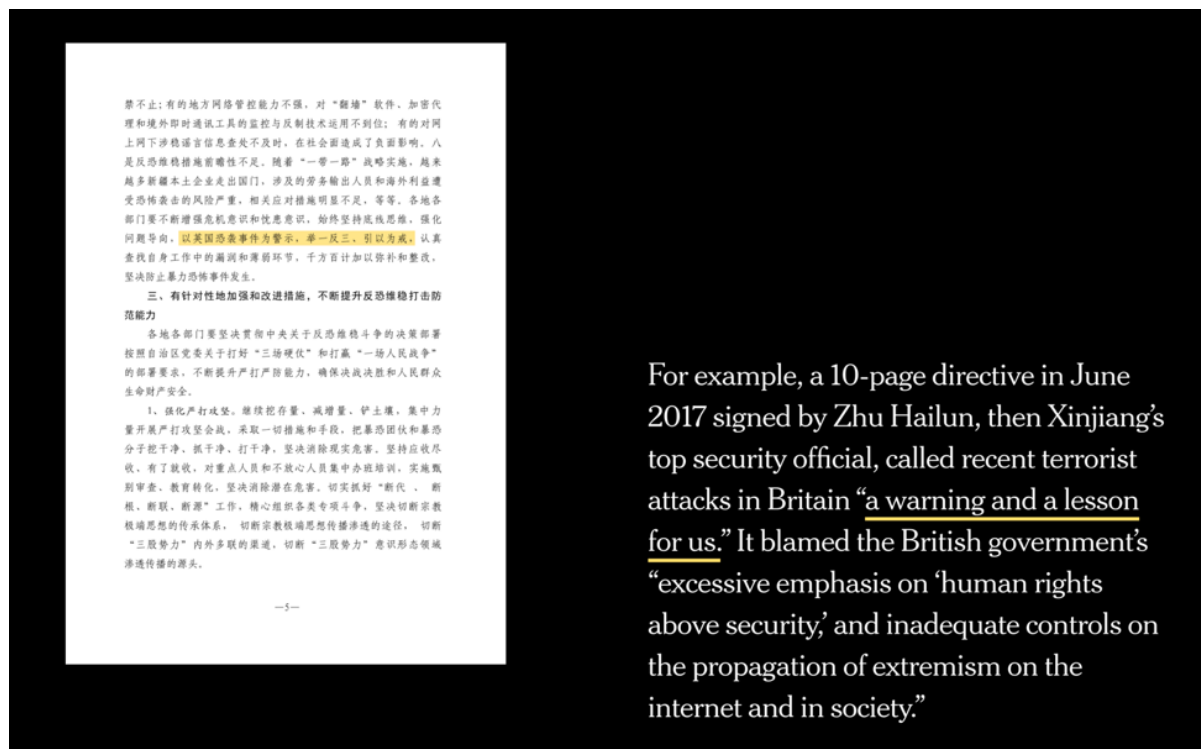 禁不止;有的地方网络管控能力不强,对“翻墙”软件、加密代
理和境外即时通讯工具的监控与反制技术运用不到位; 有的对网
上网下涉稳谣言信息查处不及时,在社会面造成了负面影响。八
是反恐维稳措施前瞻性不足。随着“一带一路”战略实施,越来
越多新疆本土企业走出国门,涉及的劳务输出人员和海外利益遭
受恐怖袭击的风险严重,相关应对措施明显不足,等等。各地各
部门要不断增强危机意识和忧患意识,始终坚持底线思维,强化
问题导向,以英国恐袭事件为警示,举一反三、引以为戒,认真
查找自身工作中的漏洞和薄弱环节,千方百计加以弥补和整改,
坚决防止暴力恐怖事件发生。
三、有针对性地加强和改进措施,不断提升反恐维稳打击防
范能力
各地各部门要坚决贯彻中央关于反恐维稳斗争的决策部署
按照自治区党委关于打好“三场硬仗”和打赢“一场人民战争”
的部署要求,不断提升严打严防能力,确保决战决胜和人民群众
生命财产安全。
1、强化严打攻坚。继续挖存量、减增量、铲土壤,集中力
量开展严打攻坚会战,采取一切措施和手段,把暴恐团伙和暴恐
分子挖干净、抓干净、打干净,坚决消除现实危害。坚持应收尽
收、有了就收,对重点人员和不放心人员集中办班培训,实施甄
别审查、教育转化,坚决消除潜在危害。切实抓好“断代 、 断
根、断联、断源”工作,精心组织各类专项斗争,坚决切断宗教
极端思想的传承体系, 切断宗教极端思想传播渗透的途径, 切断
“三股势力”内外多联的渠道,切断“三股势力”意识形态领域
渗透传播的源头。
—5—
For example, a 10-page directive in June
2017 signed by Zhu Hailun, then Xinjiang’s
top security official, called recent terrorist
attacks in Britain “a warning and a lesson
for us.” It blamed the British government’s
“excessive emphasis on ‘human rights
above security,’ and inadequate controls on
the propagation of extremism on the
internet and in society.”